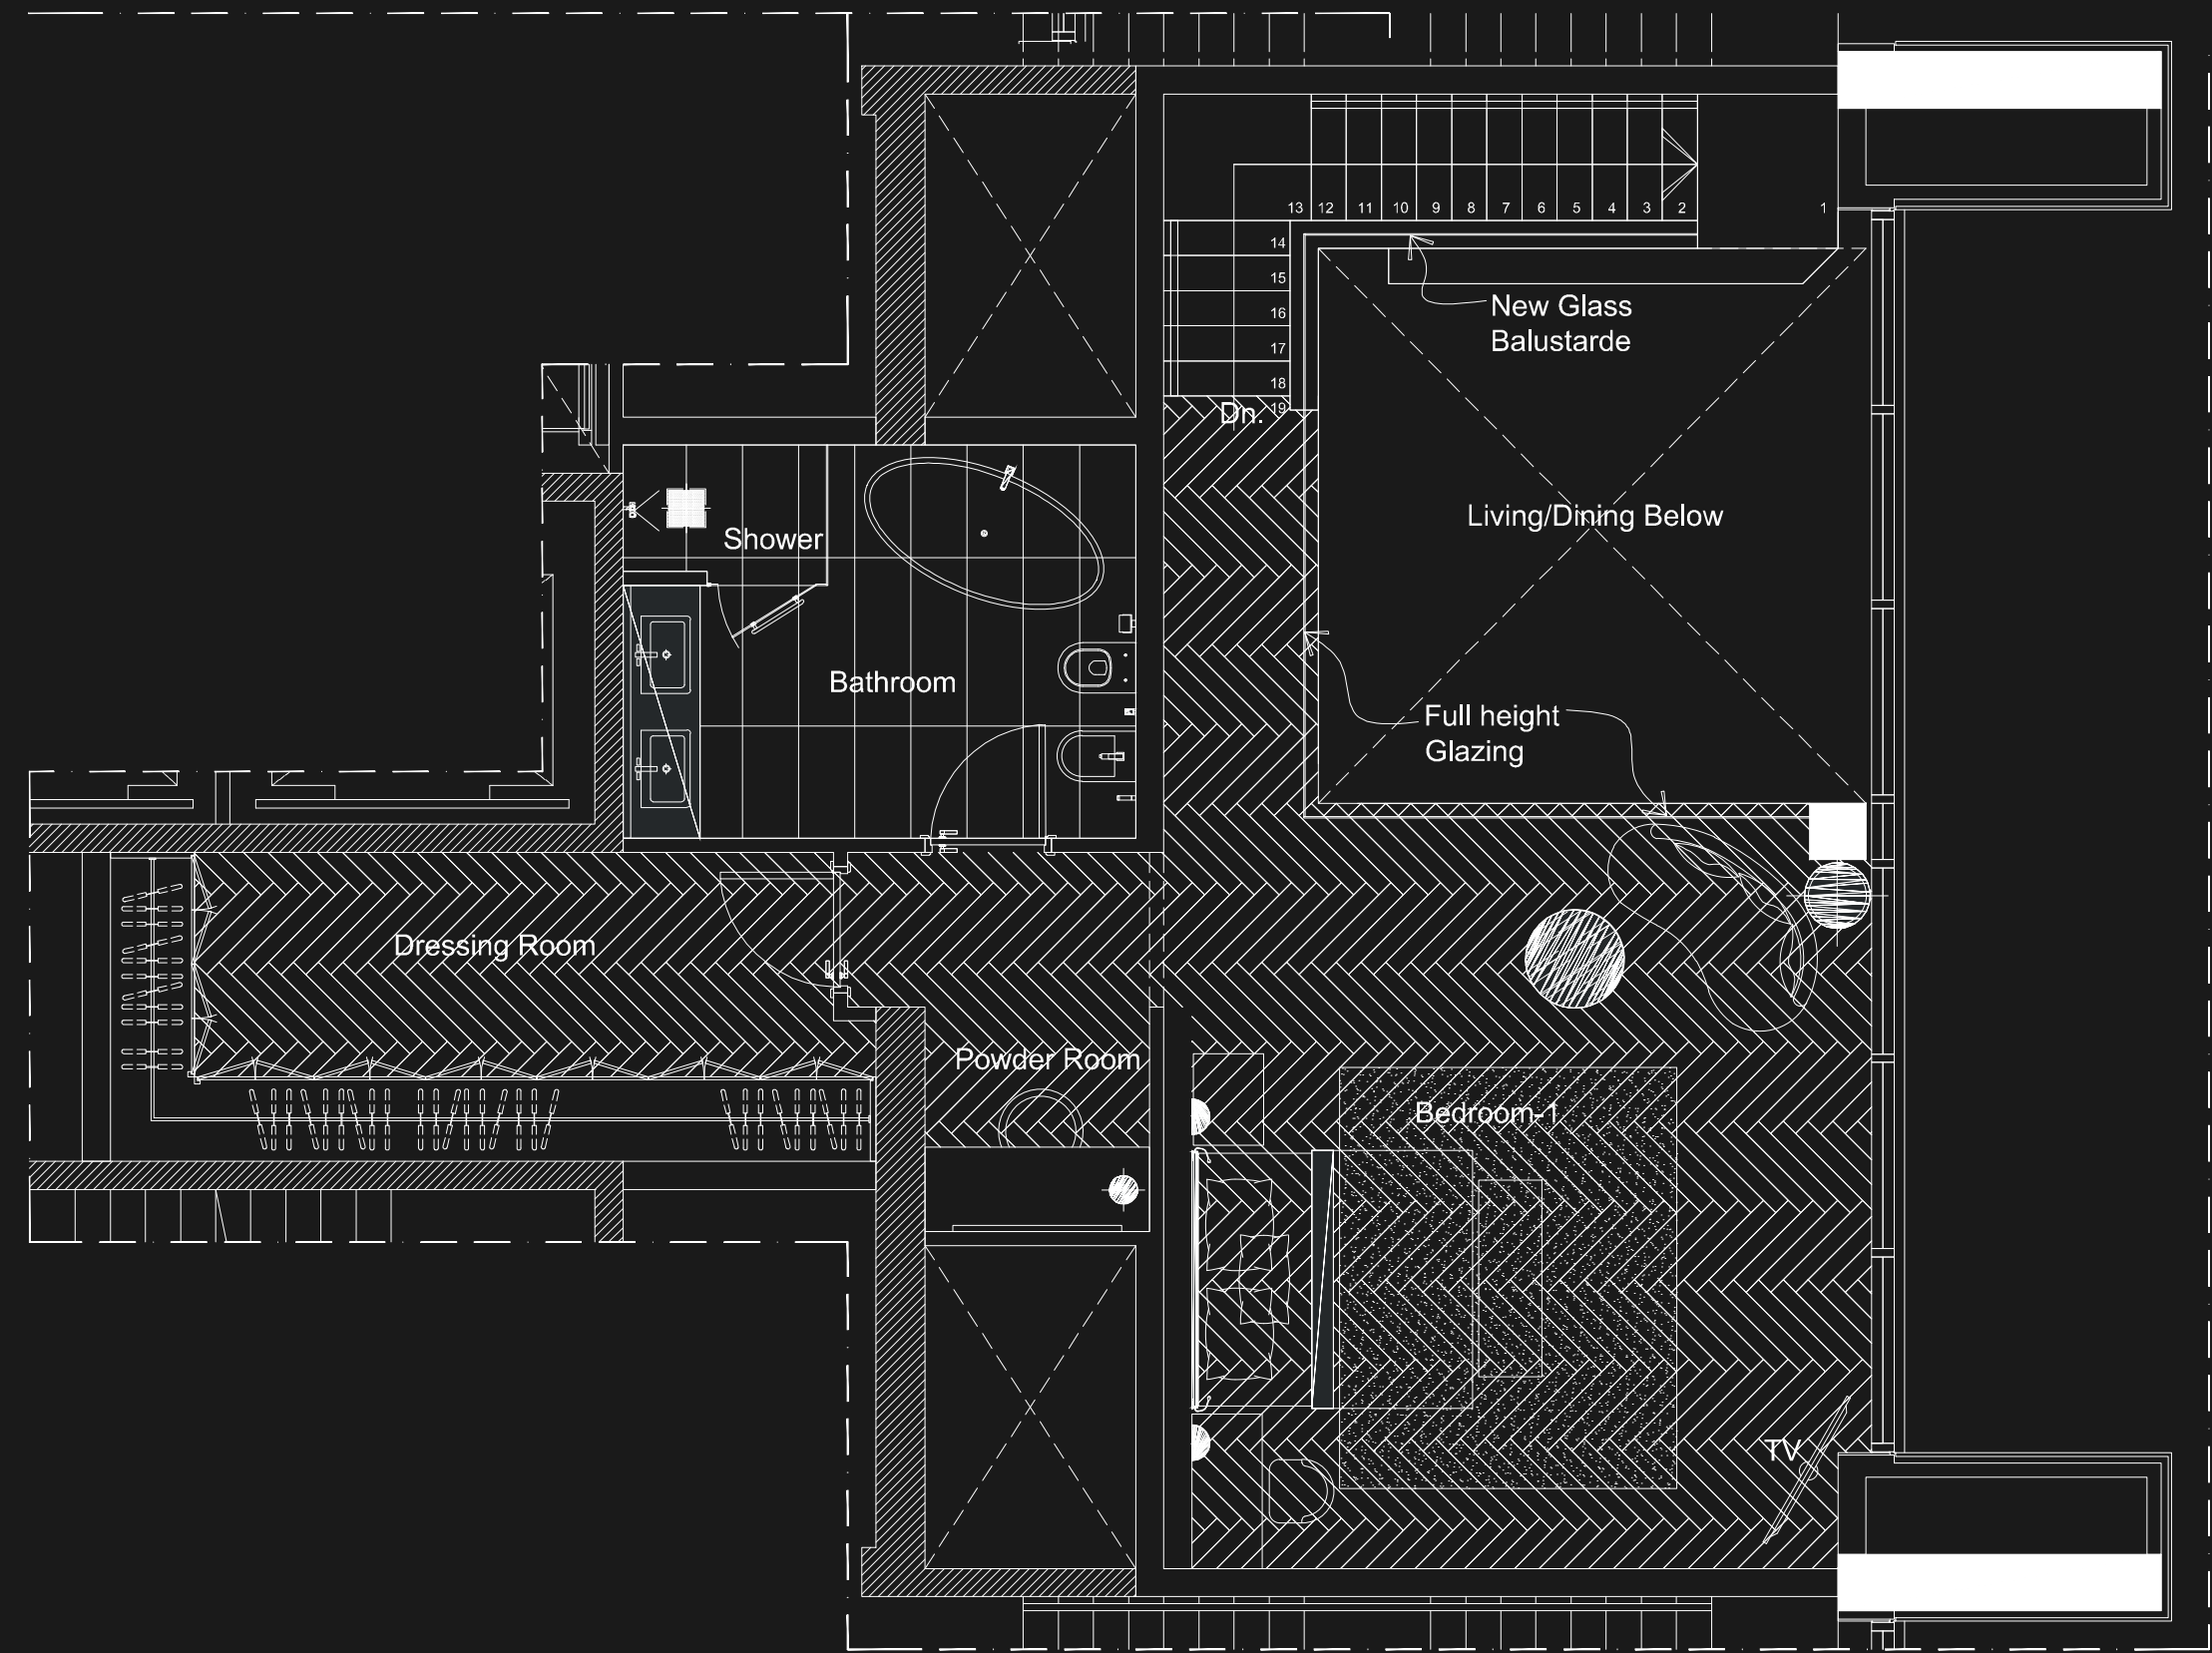 13 12 11 10 9 8 7 6 5 4 3 2 1
14
15
16
17
18
19
Dn.
New Glass
Balustarde
Living/Dining Below
Shower
Bathroom
Full height
Glazing
Dressing Room
Powder Room
Bedroom-1
TV